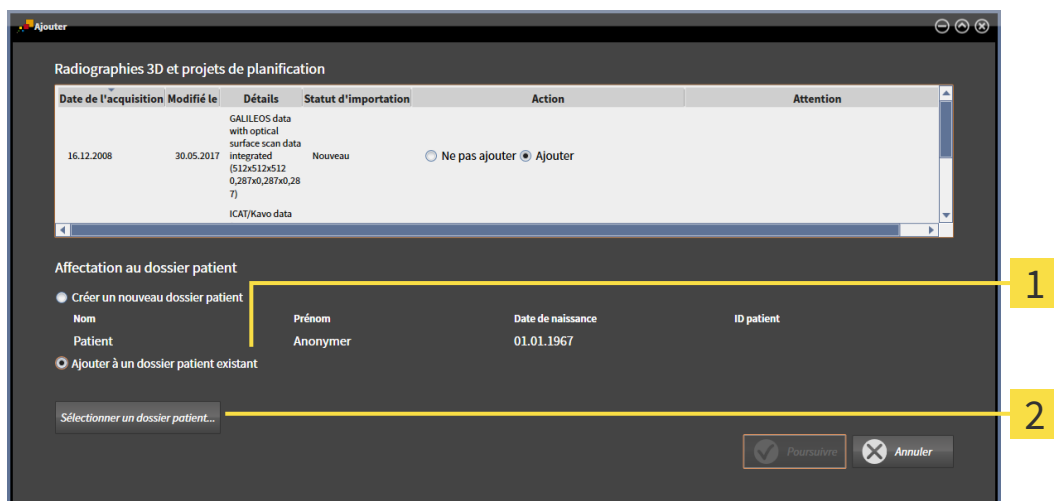 Ajouter
Radiographies 3D et projets de planification
Date de l'acquisition Modifié le Détails Statut d'importation Action Attention
GALILEOS data
with optical
surface scan data
16.12.2008 30.05.2017 integrated Nouveau Ne pas ajouter Ajouter
(512x512x512
0,287x0,287x0,28
7)
ICAT/Kavo data
Affectation au dossier patient
1
Créer un nouveau dossier patient
Nom Prénom Date de naissance ID patient
Patient Anonymer 01.01.1967
Ajouter à un dossier patient existant
Sélectionner un dossier patient...
2
Poursuivre Annuler